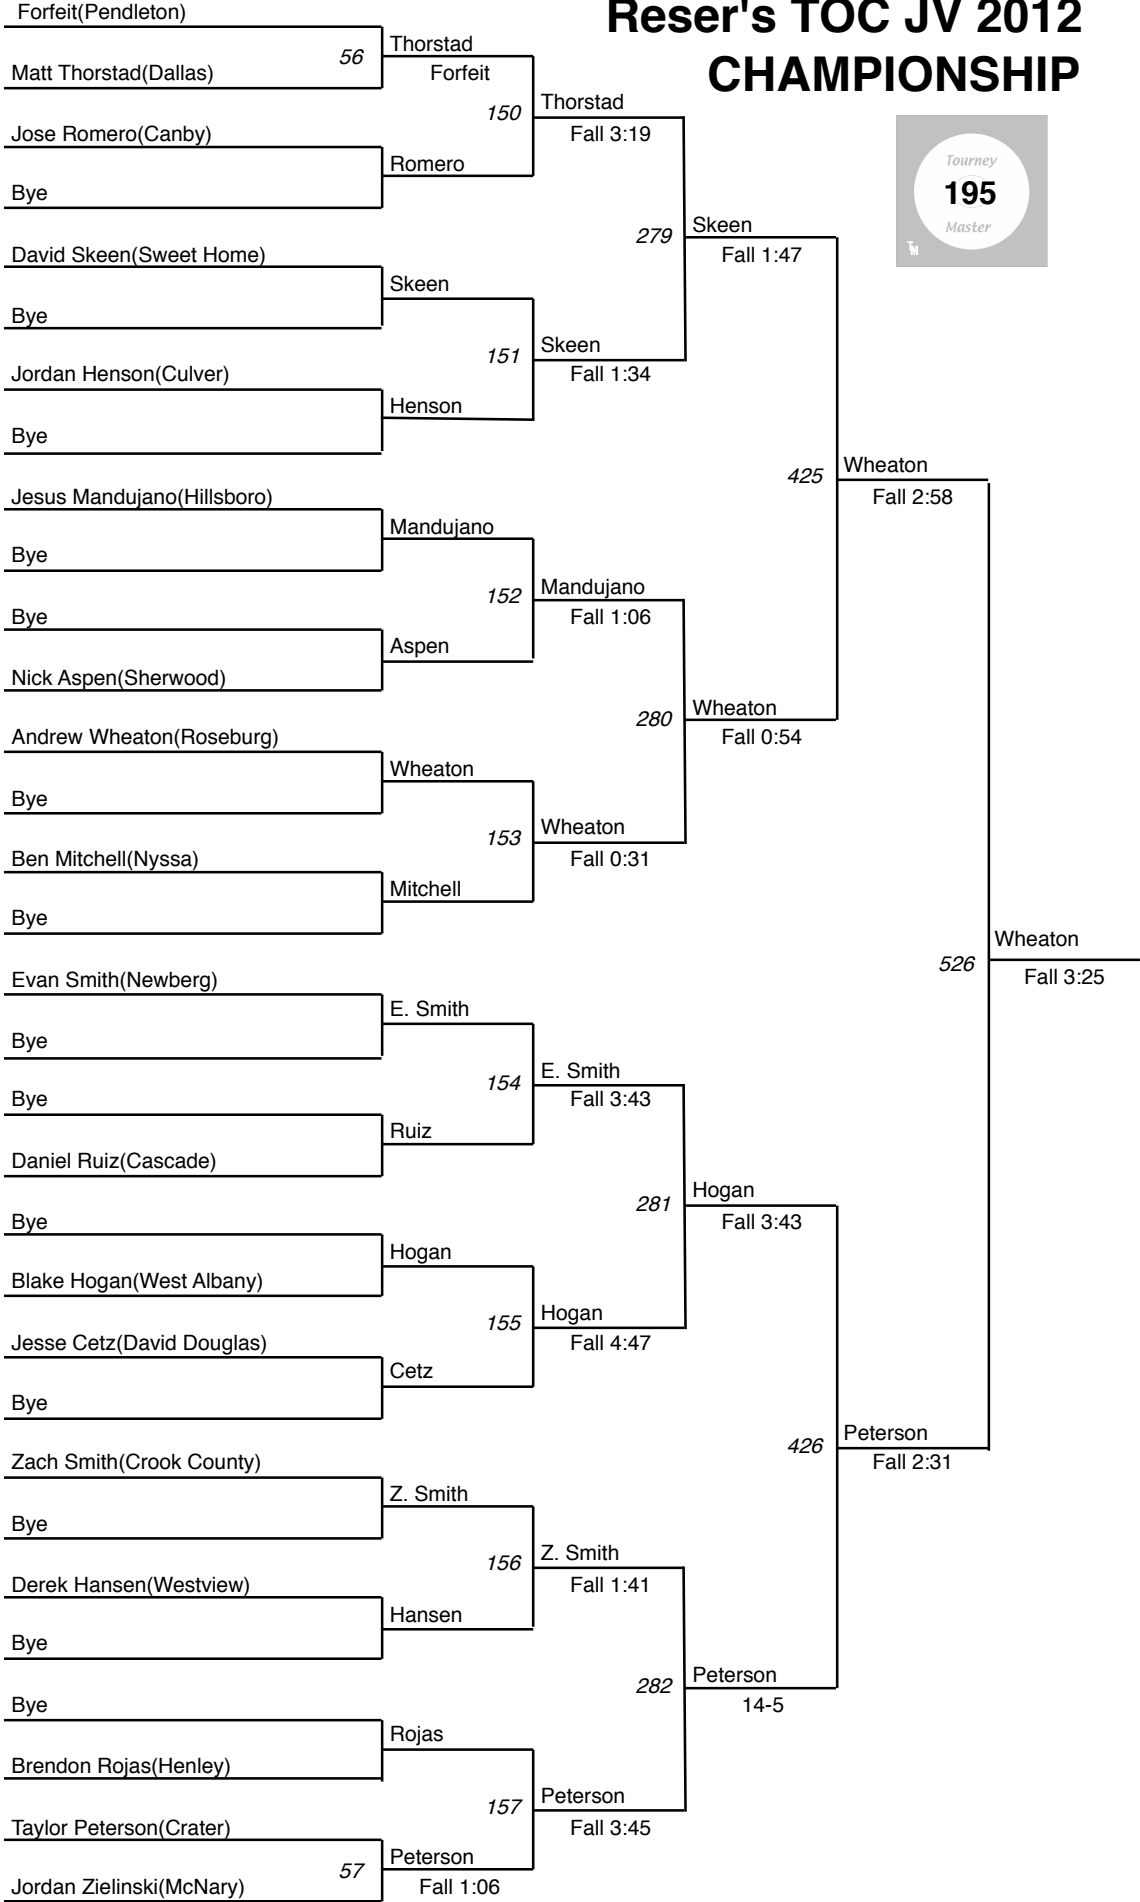 Reser's TOC JV 2012
CHAMPIONSHIP
Tourney
195
Master
TM
Forfeit(Pendleton)
Matt Thorstad(Dallas)
Jose Romero(Canby)
Bye
David Skeen(Sweet Home)
Bye
Jordan Henson(Culver)
Bye
Jesus Mandujano(Hillsboro)
Bye
Bye
Nick Aspen(Sherwood)
Andrew Wheaton(Roseburg)
Bye
Ben Mitchell(Nyssa)
Bye
Evan Smith(Newberg)
Bye
Bye
Daniel Ruiz(Cascade)
Bye
Blake Hogan(West Albany)
Jesse Cetz(David Douglas)
Bye
Zach Smith(Crook County)
Bye
Derek Hansen(Westview)
Bye
Bye
Brendon Rojas(Henley)
Taylor Peterson(Crater)
Jordan Zielinski(McNary)
56
Thorstad
Forfeit
Romero
Skeen
Henson
Mandujano
Aspen
Wheaton
Mitchell
E. Smith
Ruiz
Hogan
Cetz
Z. Smith
Hansen
Rojas
57
Peterson
Fall 1:06
150
Thorstad
Fall 3:19
151
Skeen
Fall 1:34
152
Mandujano
Fall 1:06
153
Wheaton
Fall 0:31
154
E. Smith
Fall 3:43
155
Hogan
Fall 4:47
156
Z. Smith
Fall 1:41
157
Peterson
Fall 3:45
279
Skeen
Fall 1:47
280
Wheaton
Fall 0:54
281
Hogan
Fall 3:43
282
Peterson
14-5
425
Wheaton
Fall 2:58
426
Peterson
Fall 2:31
526
Wheaton
Fall 3:25